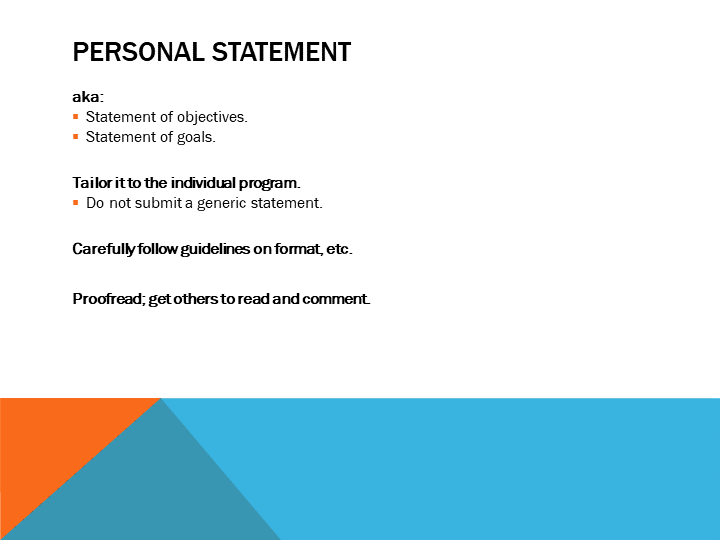 PERSONAL STATEMENT
aka:
▪ Statement of objectives.
▪ Statement of goals.
Tailor it to the individual program.
▪ Do not submit a generic statement.
Carefully follow guidelines on format, etc.
Proofread; get others to read and comment.